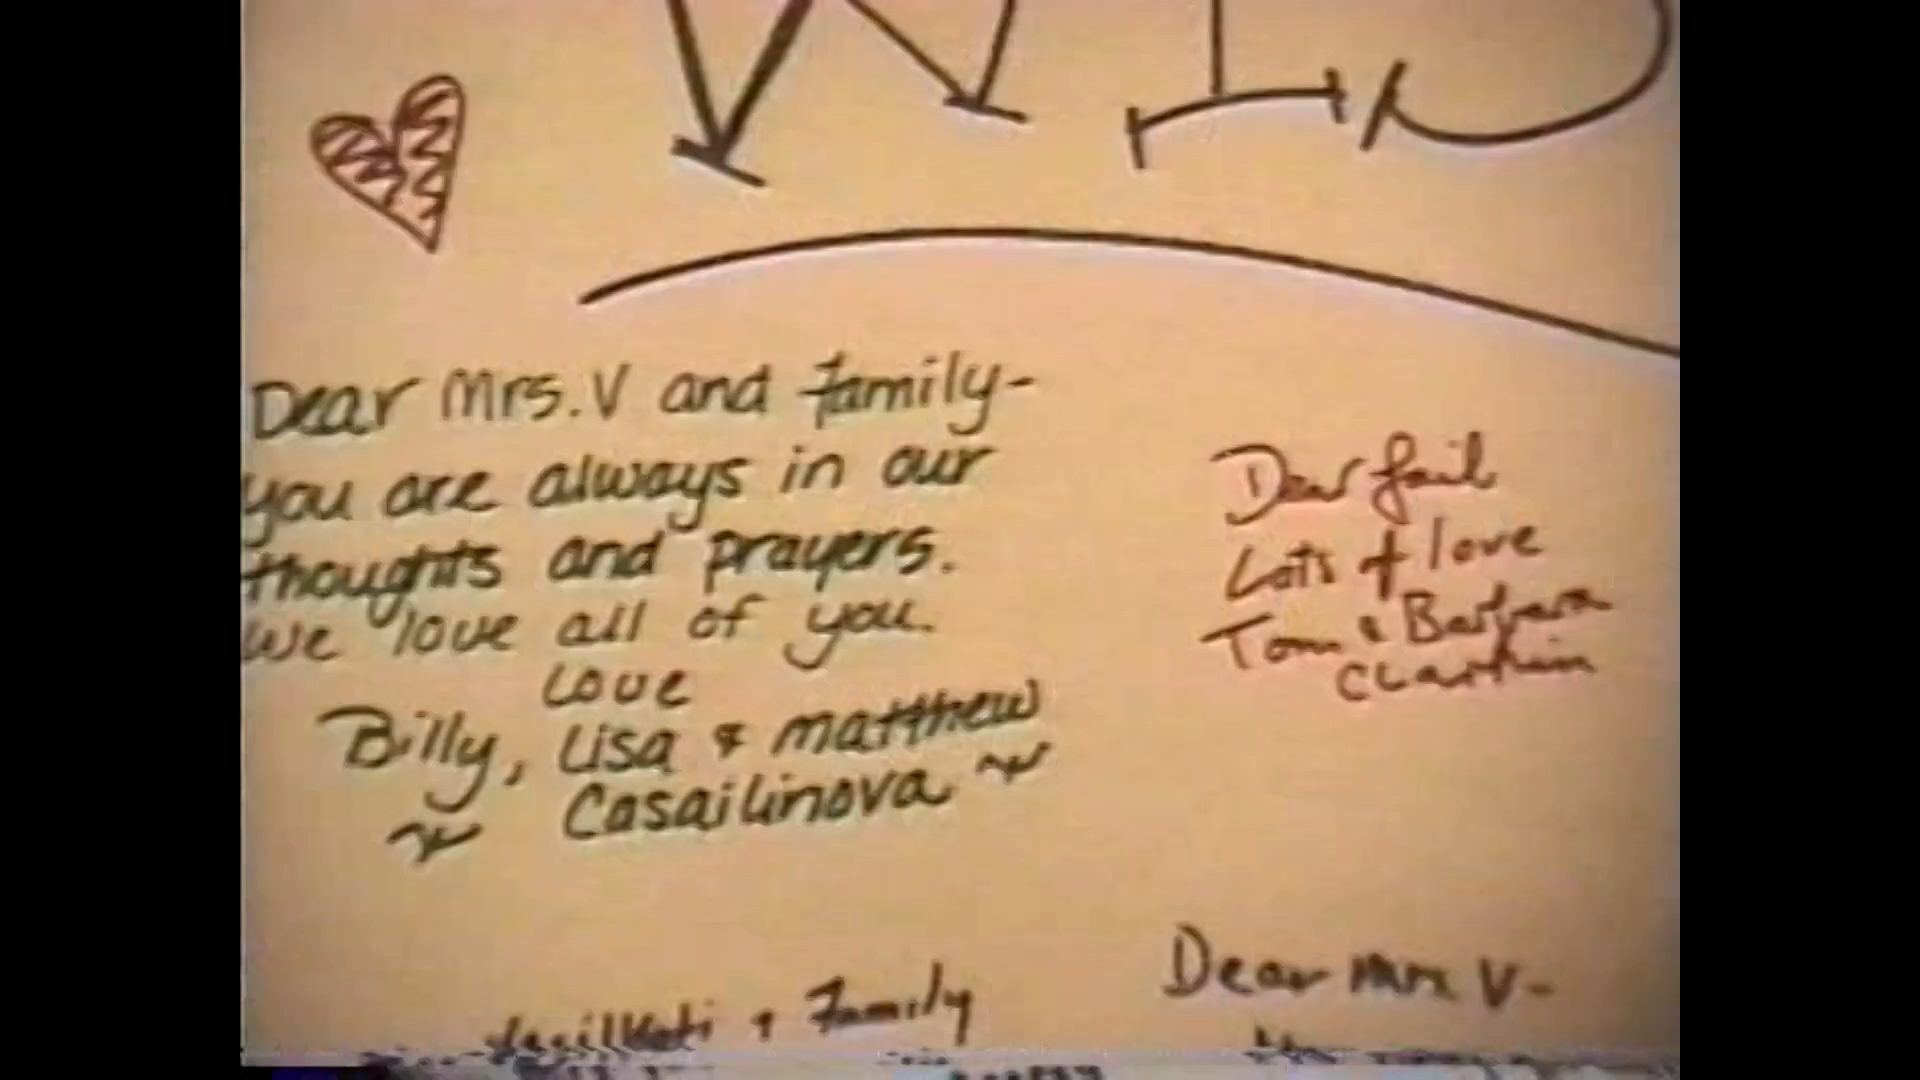 Dear Mrs. V and Family-
you are always in our
thoughts and prayers.
We love all of you.
Love
Billy, Lisa & matthew
Casailinova
Dear Gail
Lots of love
Tom & Barbara
& Family
Dear Mrs V-